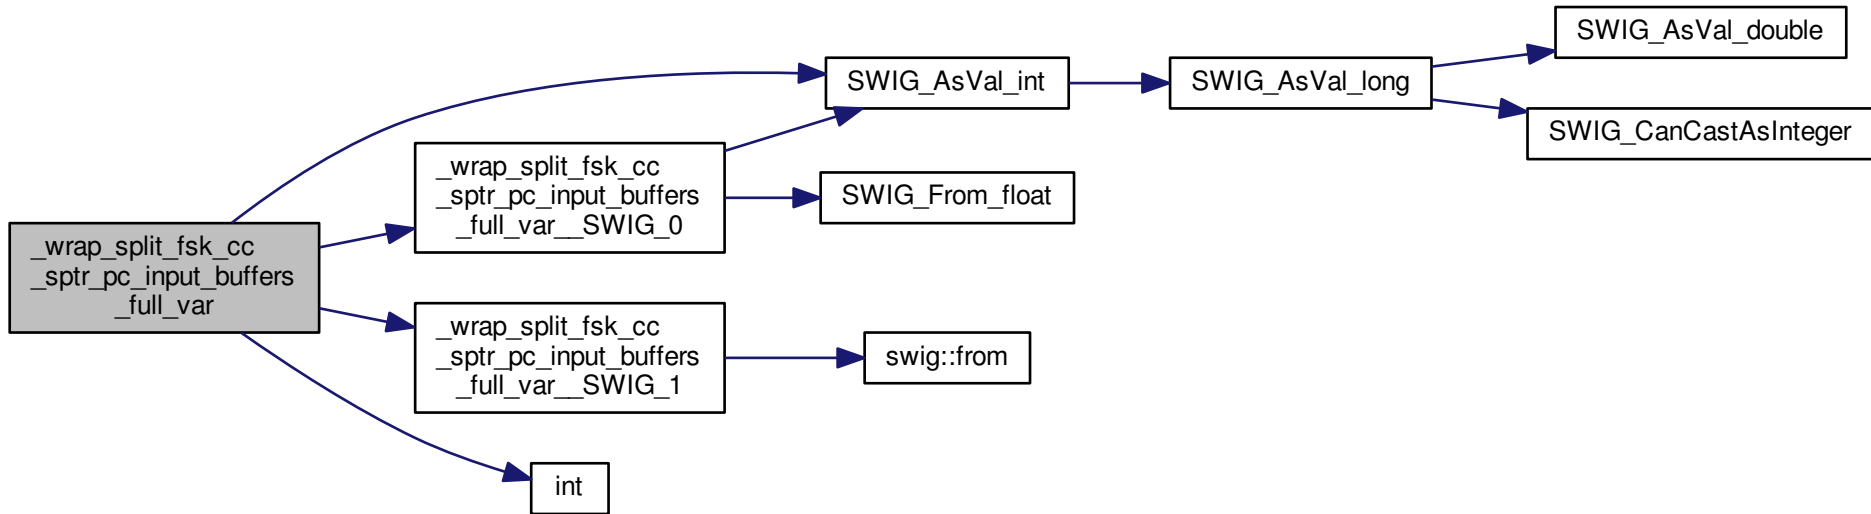 _wrap_split_fsk_cc
_sptr_pc_input_buffers
_full_var
_wrap_split_fsk_cc
_sptr_pc_input_buffers
_full_var__SWIG_0
_wrap_split_fsk_cc
_sptr_pc_input_buffers
_full_var__SWIG_1
int
SWIG_AsVal_int
SWIG_From_float
swig::from
SWIG_AsVal_long
SWIG_AsVal_double
SWIG_CanCastAsInteger